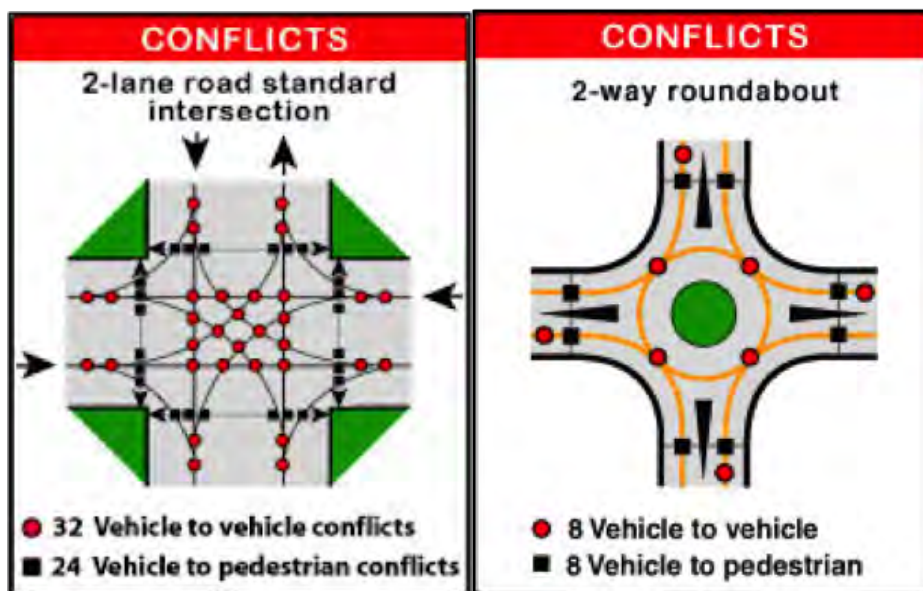 CONFLICTS
2-lane road standard
intersection
32 Vehicle to vehicle conflicts
24 Vehicle to pedestrian conflicts
CONFLICTS
2-way roundabout
8 Vehicle to vehicle
8 Vehicle to pedestrian